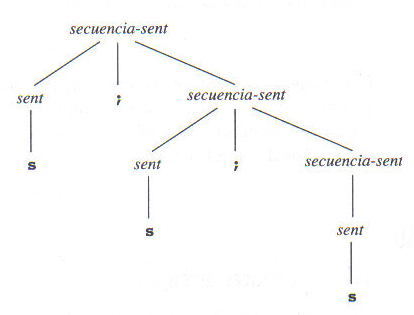 secuencia-sent
sent ; secuencia-sent
s sent ; secuencia-sent
s sent
s